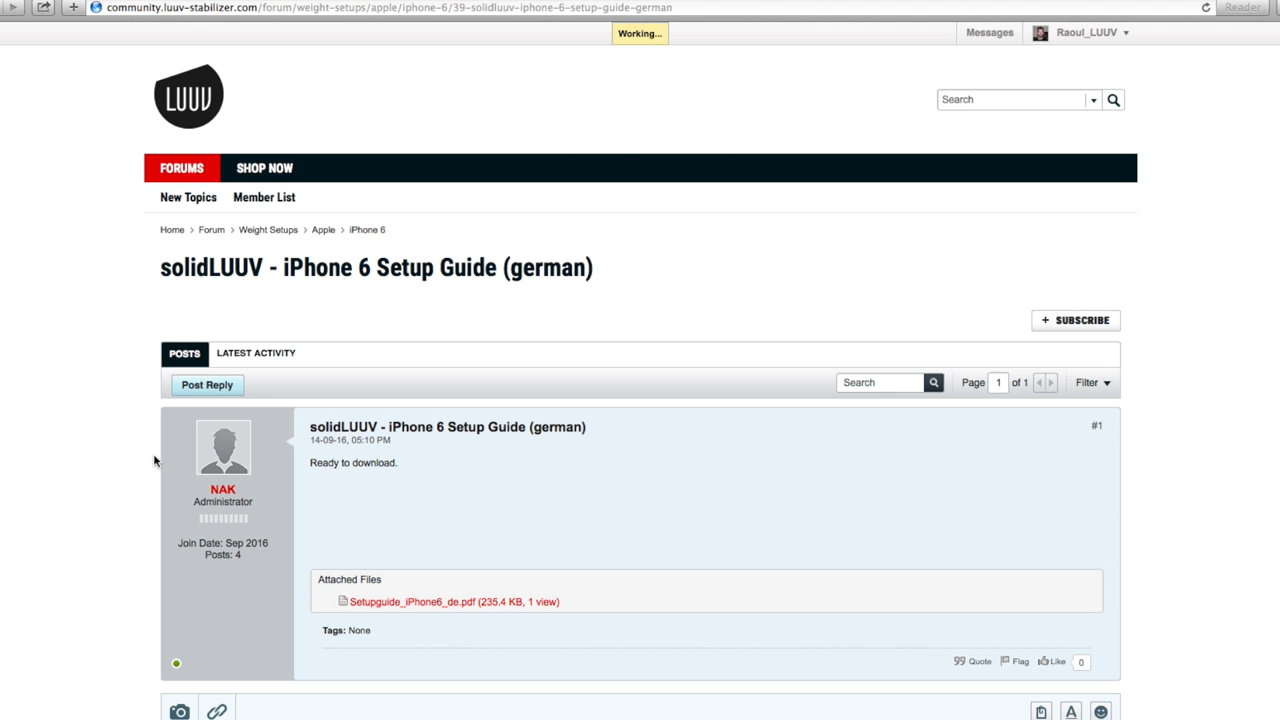 community.luuv-stabilizer.com/forum/weight-setups/apple/iphone-6/39-solidluuv-iphone-6-setup-guide-german
Reader
Working...
Messages
Raoul_LUUV
LUUV
Search
FORUMS
SHOP NOW
New Topics
Member List
Home > Forum > Weight Setups > Apple > iPhone 6
solidLUUV - iPhone 6 Setup Guide (german)
+ SUBSCRIBE
POSTS
LATEST ACTIVITY
Post Reply
Search
Page 1 of 1
Filter
solidLUUV - iPhone 6 Setup Guide (german)
#1
14-09-16, 05:10 PM
Ready to download.
NAK
Administrator
Join Date: Sep 2016
Posts: 4
Attached Files
Setupguide_iPhone6_de.pdf (235.4 KB, 1 view)
Tags: None
Quote
Flag
Like
0
A